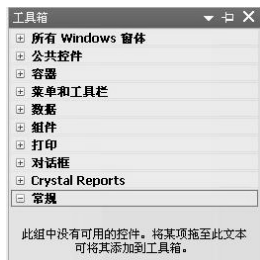 工具箱
所有 Windows 窗体
公共控件
容器
菜单和工具栏
数据
组件
打印
对话框
Crystal Reports
常规
此组中没有可用的控件。将某项拖至此文本
可将其添加到工具箱。